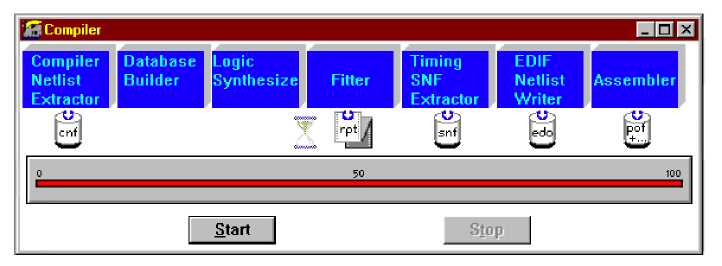 Compiler
Compiler
Netlist
Extractor
Database
Builder
Logic
Synthesize
Fitter
Timing
SNF
Extractor
EDIF
Netlist
Writer
Assembler
cnf
rpt
snf
edo
pof
+...
0 50 100
Start Stop